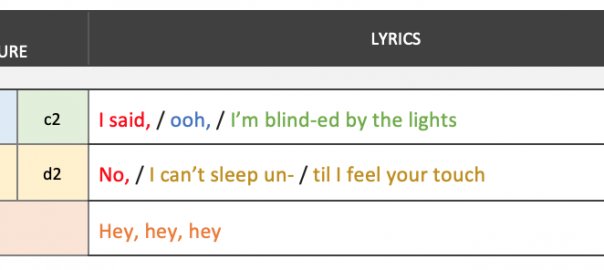 LYRICS
URE
c2 I said, / ooh, / I'm blind-ed by the lights
d2 No, / I can't sleep un- / til I feel your touch
Hey, hey, hey